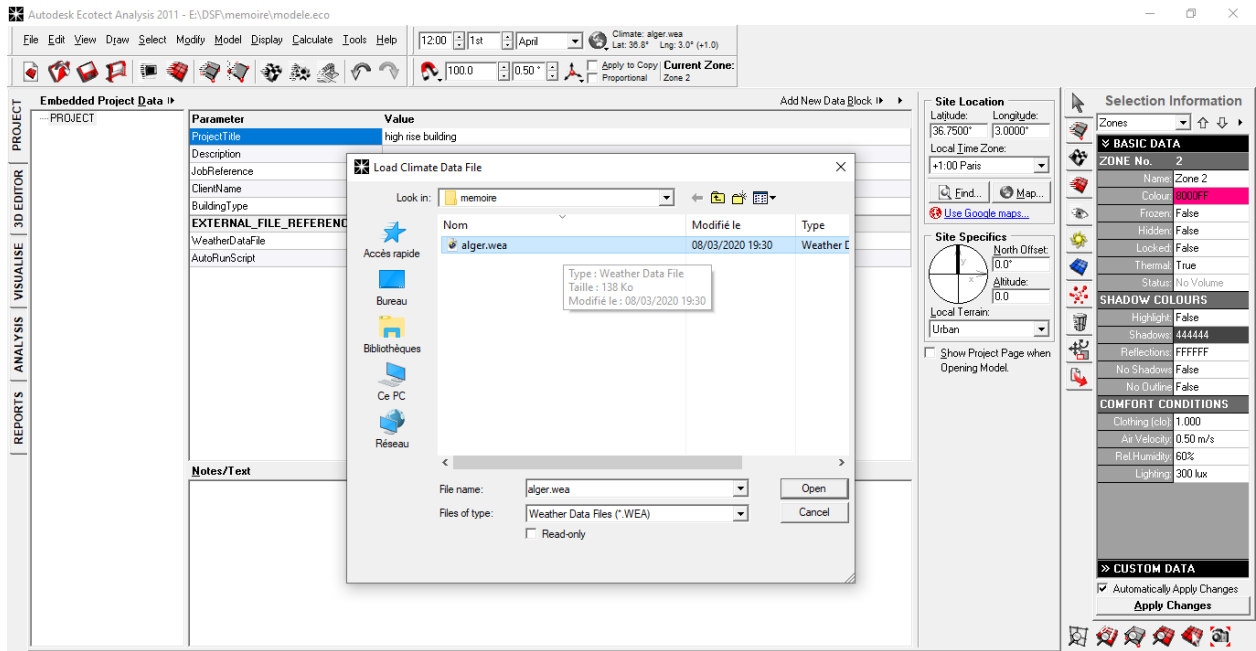 Autodesk Ecotect Analysis 2011 - E:\DSF\memoire\modele.eco
File Edit View Draw Select Modify Model Display Calculate Tools Help
12:00 1st April
Climate: alger.wea
Lat: 36.8° Lng: 3.0° (+1.0)
100.0 0.50 °
Apply to Copy
Proportional
Current Zone:
Zone 2
PROJECT
3D EDITOR
VISUALISE
ANALYSIS
REPORTS
Embedded Project Data
Add New Data Block
PROJECT
Parameter Value
ProjectTitle high rise building
Description
JobReference
ClientName
BuildingType
EXTERNAL_FILE_REFERENC
WeatherDataFile
AutoRunScript
Notes/Text
Load Climate Data File
Look in: memoire
Accès rapide
Bureau
Bibliothèques
Ce PC
Réseau
Nom Modifié le Type
alger.wea 08/03/2020 19:30 Weather D
Type : Weather Data File
Taille : 138 Ko
Modifié le : 08/03/2020 19:30
File name: alger.wea Open
Files of type: Weather Data Files (*.WEA) Cancel
Read-only
Site Location
Latitude: Longitude:
36.7500° 3.0000°
Local Time Zone:
+1:00 Paris
Find... Map...
Use Google maps...
Site Specifics
North Offset:
0.0°
y
x
Altitude:
0.0
Local Terrain:
Urban
Show Project Page when
Opening Model.
Selection Information
Zones
BASIC DATA
ZONE No. 2
Name: Zone 2
Colour: 8000FF
Frozen: False
Hidden: False
Locked: False
Thermal: True
Status: No Volume
SHADOW COLOURS
Highlight: False
Shadows: 444444
Reflections: FFFFFF
No Shadows: False
No Outline: False
COMFORT CONDITIONS
Clothing (clo): 1.000
Air Velocity: 0.50 m/s
Rel.Humidity: 60%
Lighting: 300 lux
CUSTOM DATA
Automatically Apply Changes
Apply Changes